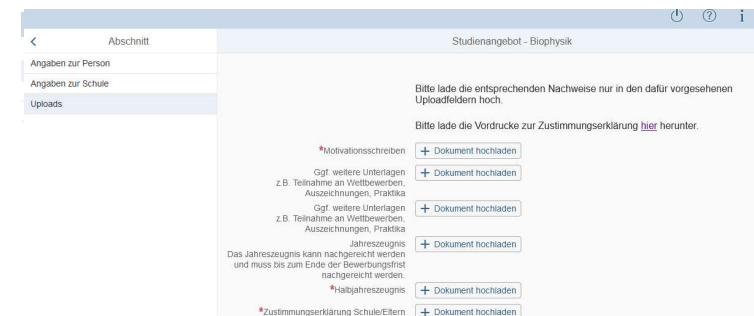 Abschnitt
Studienangebot - Biophysik
Angaben zur Person
Angaben zur Schule
Uploads
Bitte lade die entsprechenden Nachweise nur in den dafür vorgesehenen
Uploadfeldern hoch.
Bitte lade die Vordrucke zur Zustimmungserklärung hier herunter.
*Motivationsschreiben + Dokument hochladen
Ggf. weitere Unterlagen + Dokument hochladen
z.B. Teilnahme an Wettbewerben,
Auszeichnungen, Praktika
Ggf. weitere Unterlagen + Dokument hochladen
z.B. Teilnahme an Wettbewerben,
Auszeichnungen, Praktika
Jahreszeugnis + Dokument hochladen
Das Jahreszeugnis kann nachgereicht werden
und muss bis zum Ende der Bewerbungsfrist
nachgereicht werden.
*Halbjahreszeugnis + Dokument hochladen
*Zustimmungserklärung Schule/Eltern + Dokument hochladen